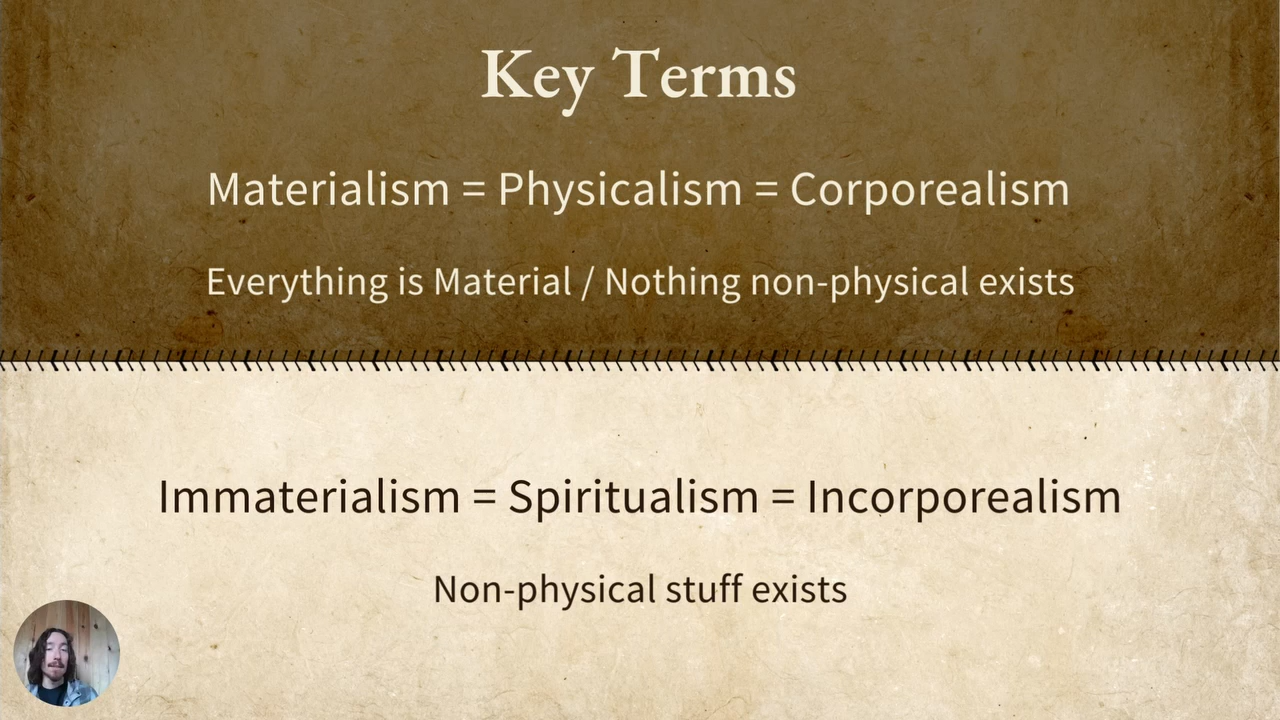 Key Terms
Materialism = Physicalism = Corporealism
Everything is Material / Nothing non-physical exists
Immaterialism = Spiritualism = Incorporealism
Non-physical stuff exists